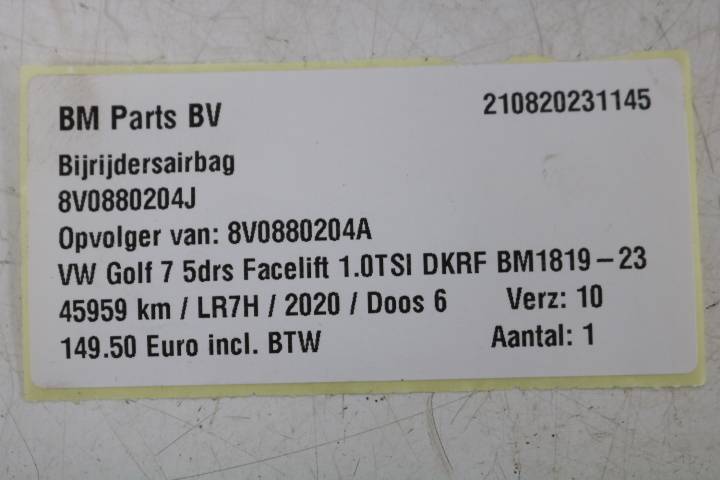 BM Parts BV 210820231145
Bijrijdersairbag
8V0880204J
Opvolger van: 8V0880204A
VW Golf 7 5drs Facelift 1.0TSI DKRF BM1819-23
45959 km / LR7H / 2020 / Doos 6 Verz: 10
149.50 Euro incl. BTW Aantal: 1